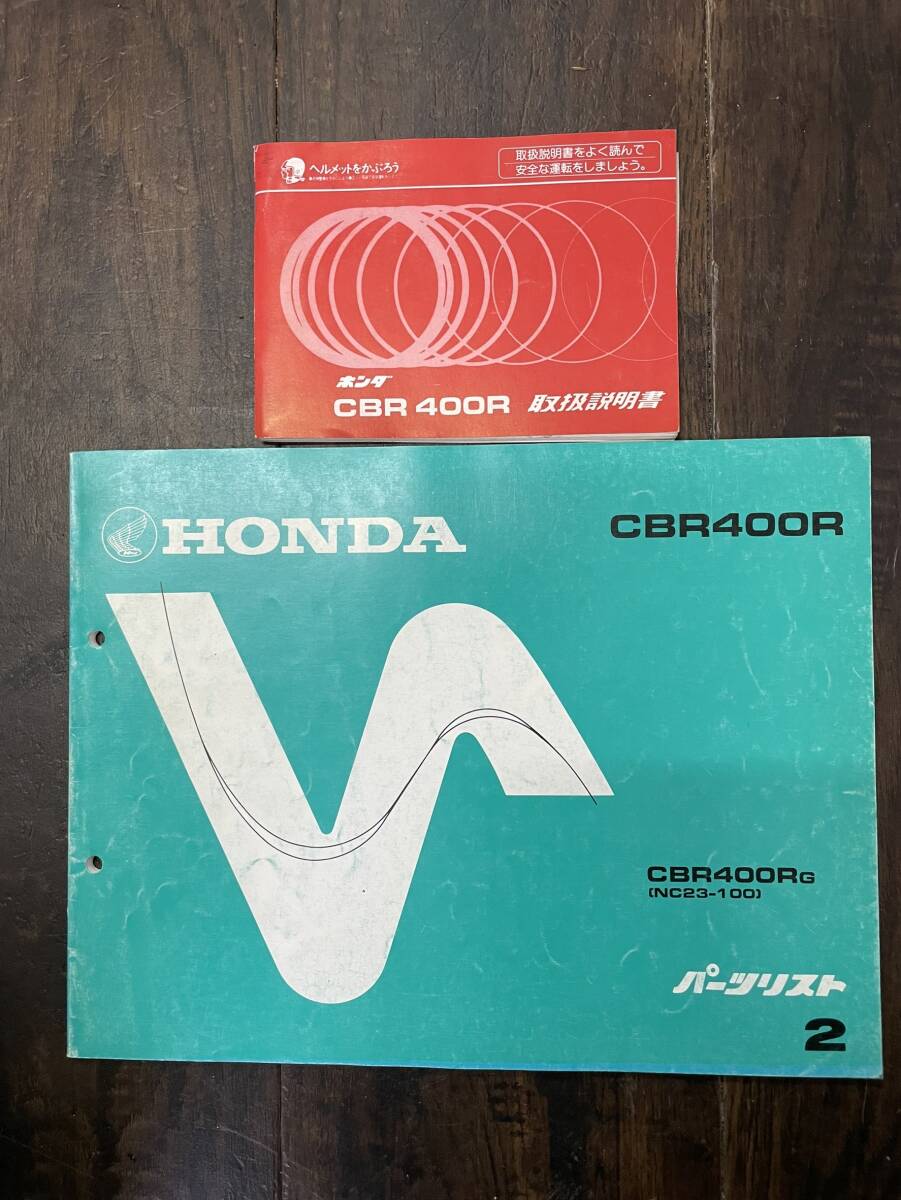 ヘルメットをかぶろう
取扱説明書をよく読んで
安全な運転をしましょう。
ホンダ
CBR 400R 取扱説明書
HONDA
CBR400R
CBR400RG
(NC23-100)
パーツリスト
2